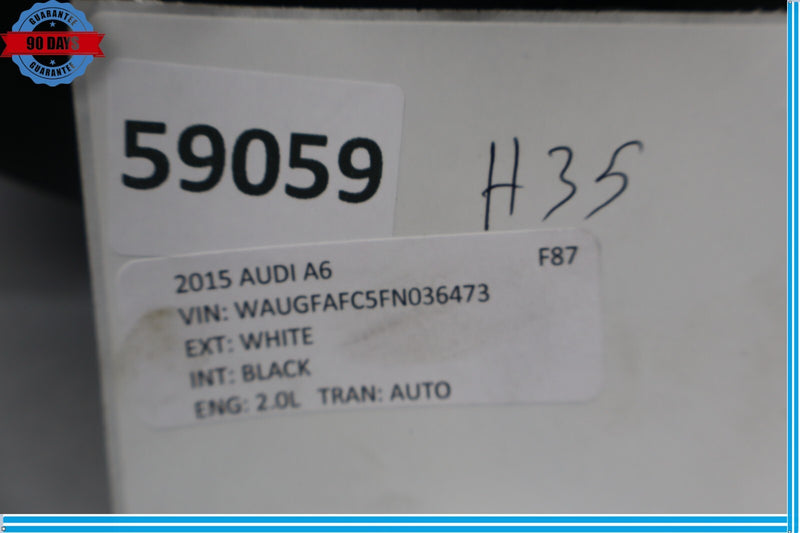 GUARANTEE
90 DAYS
GUARANTEE
59059
H35
2015 AUDI A6 F87
VIN: WAUGFAFC5FN036473
EXT: WHITE
INT: BLACK
ENG: 2.0L TRAN: AUTO